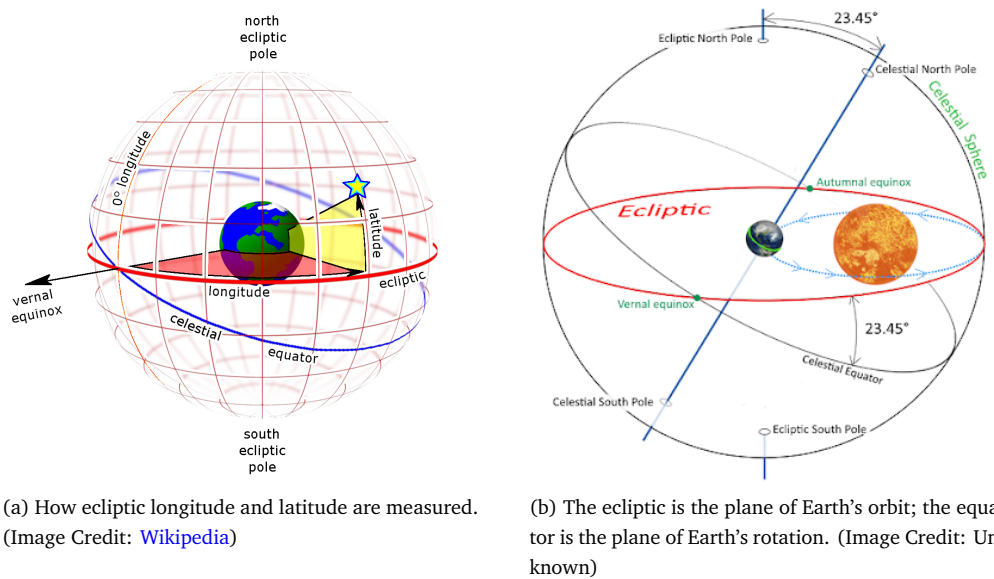 north
ecliptic
pole
0° longitude
latitude
ecliptic
longitude
vernal
equinox
celestial
equator
south
ecliptic
pole
(a) How ecliptic longitude and latitude are measured.
(Image Credit: Wikipedia)
23.45°
Ecliptic North Pole
Celestial North Pole
Celestial Sphere
Autumnal equinox
Ecliptic
Vernal equinox
23.45°
Celestial Equator
Celestial South Pole
Ecliptic South Pole
(b) The ecliptic is the plane of Earth's orbit; the equa
tor is the plane of Earth's rotation. (Image Credit: Un
known)